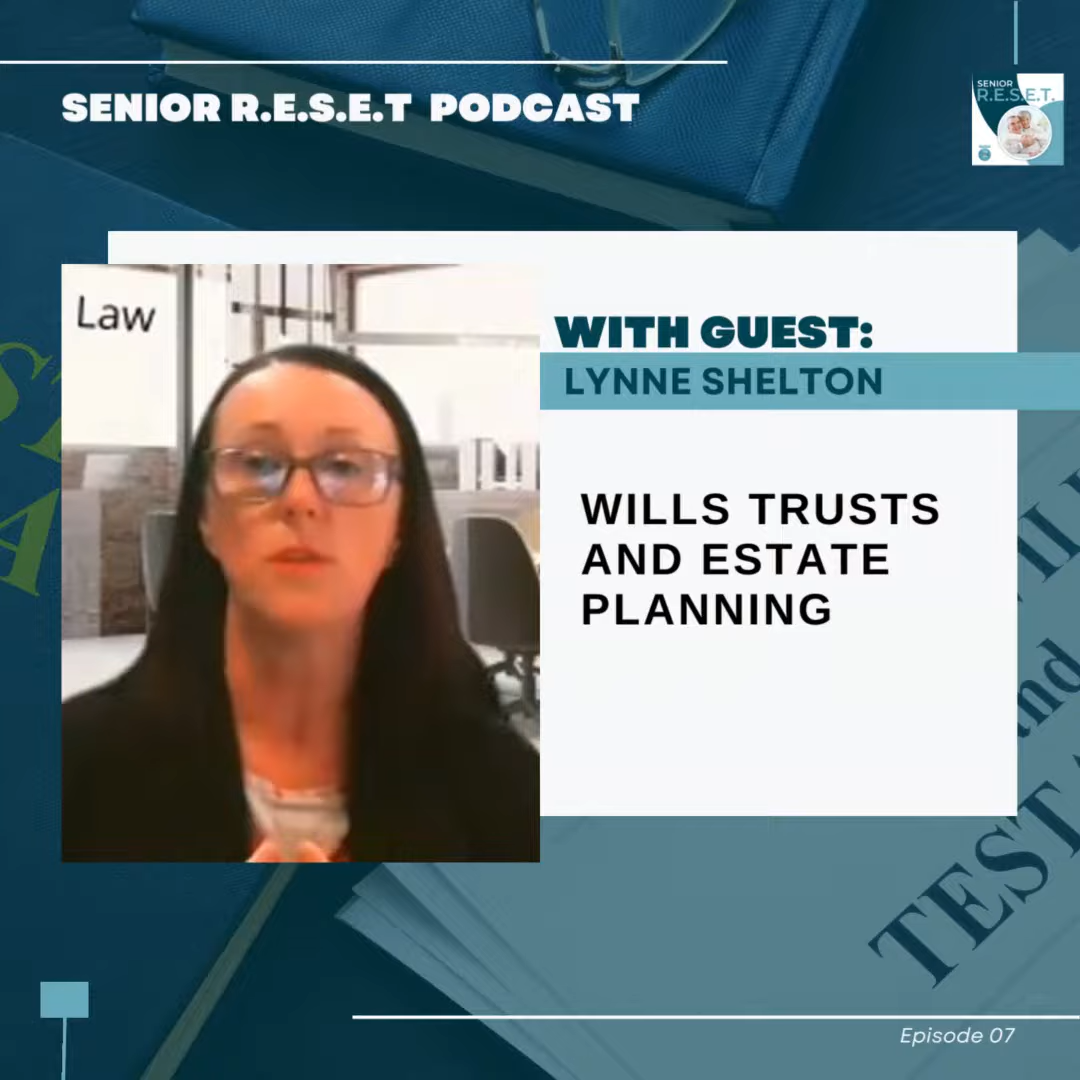 SENIOR R.E.S.E.T PODCAST
SENIOR
R.E.S.E.T.
Law
WITH GUEST:
LYNNE SHELTON
WILLS TRUSTS
AND ESTATE
PLANNING
Episode 07